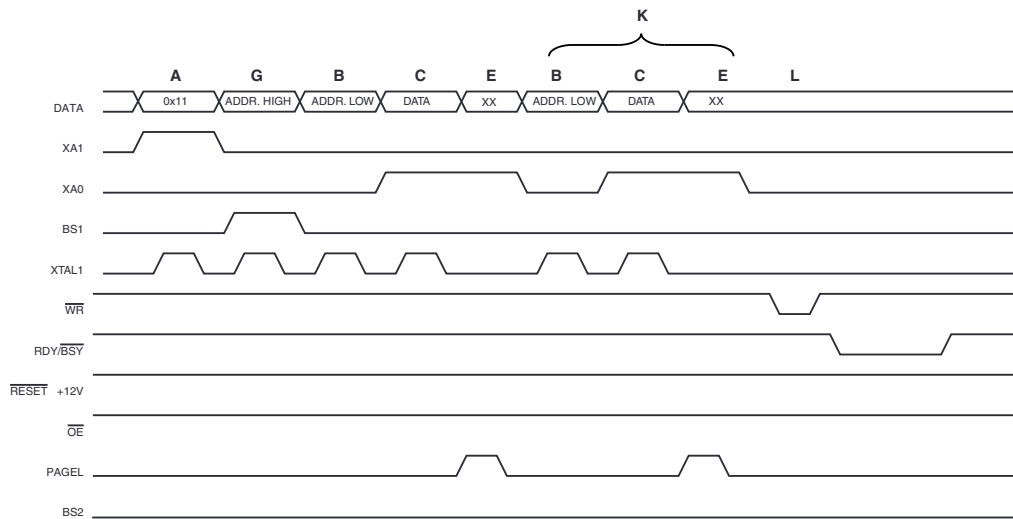 K
A G B C E B C E L
DATA 0x11 ADDR. HIGH ADDR. LOW DATA XX ADDR. LOW DATA XX
XA1
XA0
BS1
XTAL1
WR
RDY/BSY
RESET +12V
OE
PAGEL
BS2